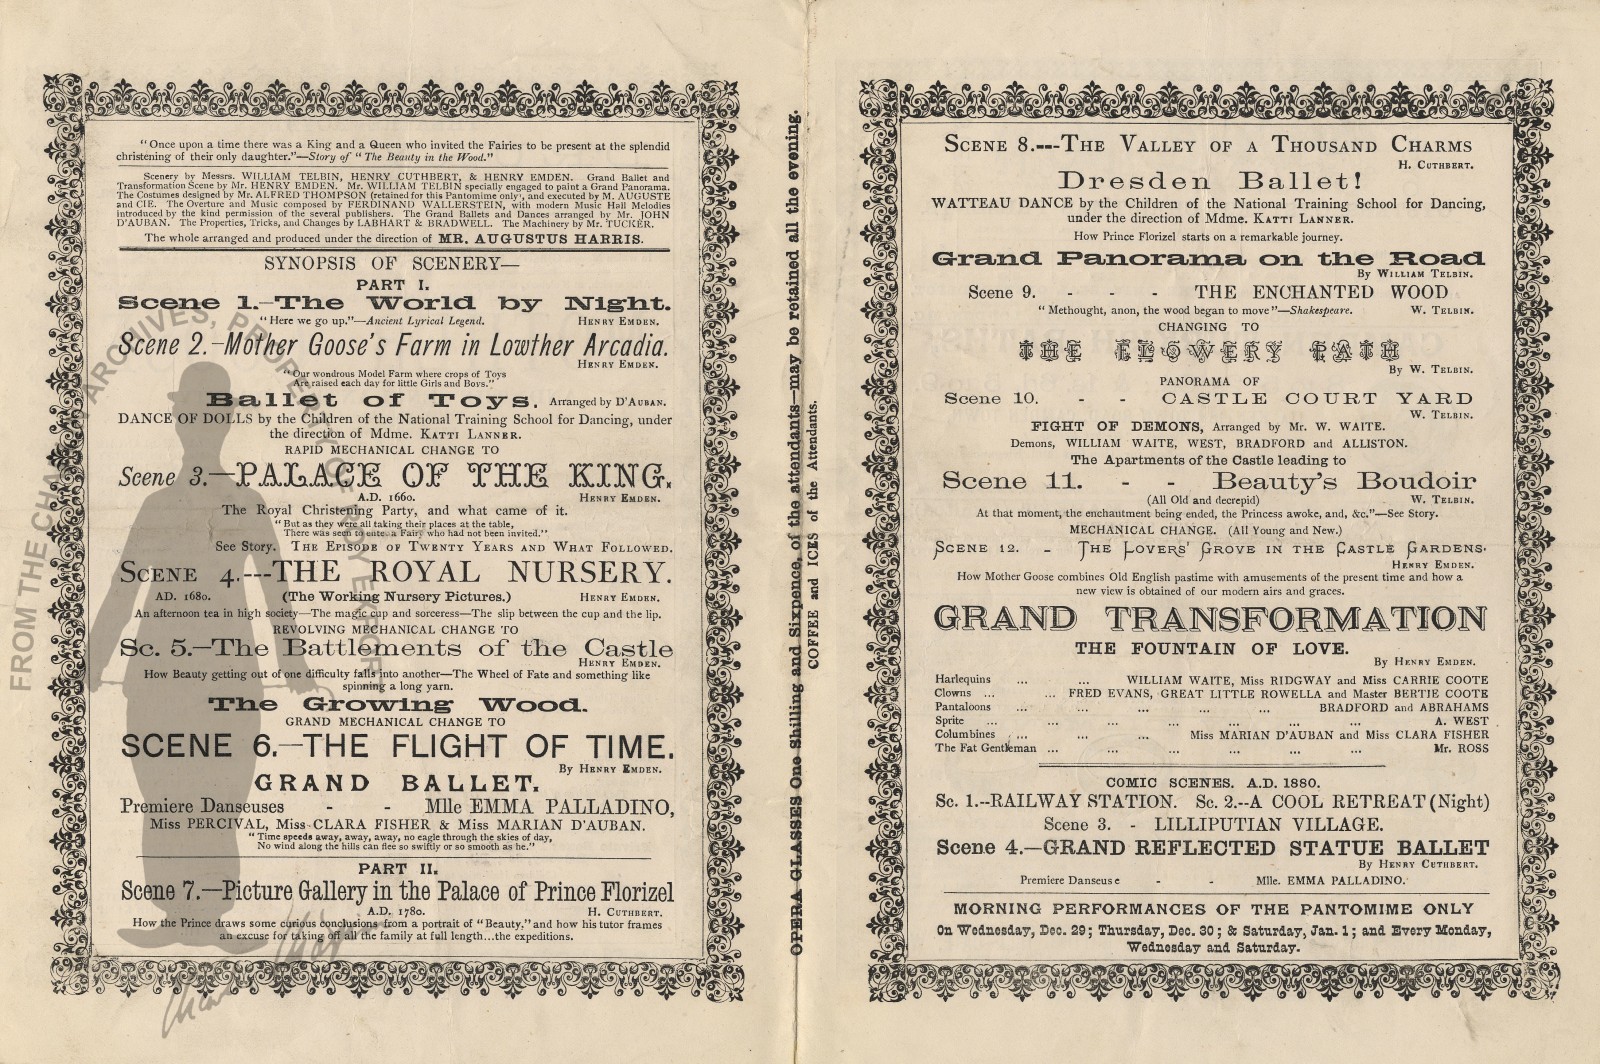 "Once upon a time there was a King and a Queen who invited the Fairies to be present at the splendid
christening of their only daughter."—Story of "The Beauty in the Wood."
Scenery by Messrs. WILLIAM TELBIN, HENRY CUTHBERT, & HENRY EMDEN. Grand Ballet and
Transformation Scene by Mr. HENRY EMDEN. Mr. WILLIAM TELBIN specially engaged to paint a Grand Panorama.
The Costumes designed by Mr. ALFRED THOMPSON (retained for this Pantomime only), and executed by M. AUGUSTE
and CIE. The Overture and Music composed by FERDINAND WALLERSTEIN, with modern Music Hall Melodies
introduced by the kind permission of the several publishers. The Grand Ballets and Dances arranged by Mr. JOHN
D'AUBAN. The Properties, Tricks, and Changes by LABHART & BRADWELL. The Machinery by Mr. TUCKER.
The whole arranged and produced under the direction of MR. AUGUSTUS HARRIS.
SYNOPSIS OF SCENERY—
PART I.
Scene 1.—The World by Night.
"Here we go up."—Ancient Lyrical Legend. HENRY EMDEN.
Scene 2.—Mother Goose's Farm in Lowther Arcadia.
HENRY EMDEN.
"Our wondrous Model Farm where crops of Toys
Are raised each day for little Girls and Boys."
Ballet of Toys. Arranged by D'AUBAN.
DANCE OF DOLLS by the Children of the National Training School for Dancing, under
the direction of Mdme. KATTI LANNER.
RAPID MECHANICAL CHANGE TO
Scene 3.—PALACE OF THE KING.
A.D. 1660. HENRY EMDEN.
The Royal Christening Party, and what came of it.
"But as they were all taking their places at the table,
There was seen to ente a Fairy who had not been invited."
See Story. THE EPISODE OF TWENTY YEARS AND WHAT FOLLOWED.
SCENE 4.---THE ROYAL NURSERY.
AD. 1680. (The Working Nursery Pictures.) HENRY EMDEN.
An afternoon tea in high society—The magic cup and sorceress—The slip between the cup and the lip.
REVOLVING MECHANICAL CHANGE TO
Sc. 5.—The Battlements of the Castle
HENRY EMDEN.
How Beauty getting out of one difficulty falls into another—The Wheel of Fate and something like
spinning a long yarn.
The Growing Wood.
GRAND MECHANICAL CHANGE TO
SCENE 6.—THE FLIGHT OF TIME.
By HENRY EMDEN.
GRAND BALLET.
Premiere Danseuses - - Mlle EMMA PALLADINO,
Miss PERCIVAL, Miss CLARA FISHER & Miss MARIAN D'AUBAN.
"Time speeds away, away, away, no eagle through the skies of day,
No wind along the hills can flee so swiftly or so smooth as he."
PART II.
Scene 7.—Picture Gallery in the Palace of Prince Florizel
A.D. 1780. H. CUTHBERT.
How the Prince draws some curious conclusions from a portrait of "Beauty," and how his tutor frames
an excuse for taking off all the family at full length...the expeditions.
FROM THE CHAPLIN ARCHIVES, PROPERTY OF ROY EXPORT
OPERA GLASSES One Shilling and Sixpence, of the attendants—may be retained all the evening.
COFFEE and ICES of the Attendants.
SCENE 8.---THE VALLEY OF A THOUSAND CHARMS
H. CUTHBERT.
Dresden Ballet!
WATTEAU DANCE by the Children of the National Training School for Dancing,
under the direction of Mdme. KATTI LANNER.
How Prince Florizel starts on a remarkable journey.
Grand Panorama on the Road
By WILLIAM TELBIN.
Scene 9. - - - THE ENCHANTED WOOD
"Methought, anon, the wood began to move"—Shakespeare. W. TELBIN.
CHANGING TO
THE FLOWERY PATH
By W. TELBIN.
PANORAMA OF
Scene 10. - - CASTLE COURT YARD
W. TELBIN.
FIGHT OF DEMONS, Arranged by Mr. W. WAITE.
Demons, WILLIAM WAITE, WEST, BRADFORD and ALLISTON.
The Apartments of the Castle leading to
Scene 11. - - Beauty's Boudoir
(All Old and decrepid) W. TELBIN.
At that moment, the enchantment being ended, the Princess awoke, and, &c."—See Story.
MECHANICAL CHANGE. (All Young and New.)
SCENE 12. - THE LOVERS' GROVE IN THE CASTLE GARDENS.
HENRY EMDEN.
How Mother Goose combines Old English pastime with amusements of the present time and how a
new view is obtained of our modern airs and graces.
GRAND TRANSFORMATION
THE FOUNTAIN OF LOVE.
By HENRY EMDEN.
Harlequins ... ... WILLIAM WAITE, Miss RIDGWAY and Miss CARRIE COOTE
Clowns ... ... FRED EVANS, GREAT LITTLE ROWELLA and Master BERTIE COOTE
Pantaloons ... ... ... ... ... BRADFORD and ABRAHAMS
Sprite ... ... ... ... ... ... ... A. WEST
Columbines ... ... ... Miss MARIAN D'AUBAN and Miss CLARA FISHER
The Fat Gentleman ... ... ... ... ... ... Mr. ROSS
COMIC SCENES. A.D. 1880.
Sc. 1.--RAILWAY STATION. Sc. 2.--A COOL RETREAT (Night)
Scene 3. - LILLIPUTIAN VILLAGE.
Scene 4.—GRAND REFLECTED STATUE BALLET
By HENRY CUTHBERT.
Premiere Danseuse - - Mlle. EMMA PALLADINO.
MORNING PERFORMANCES OF THE PANTOMIME ONLY
On Wednesday, Dec. 29; Thursday, Dec. 30; & Saturday, Jan. 1; and Every Monday,
Wednesday and Saturday.